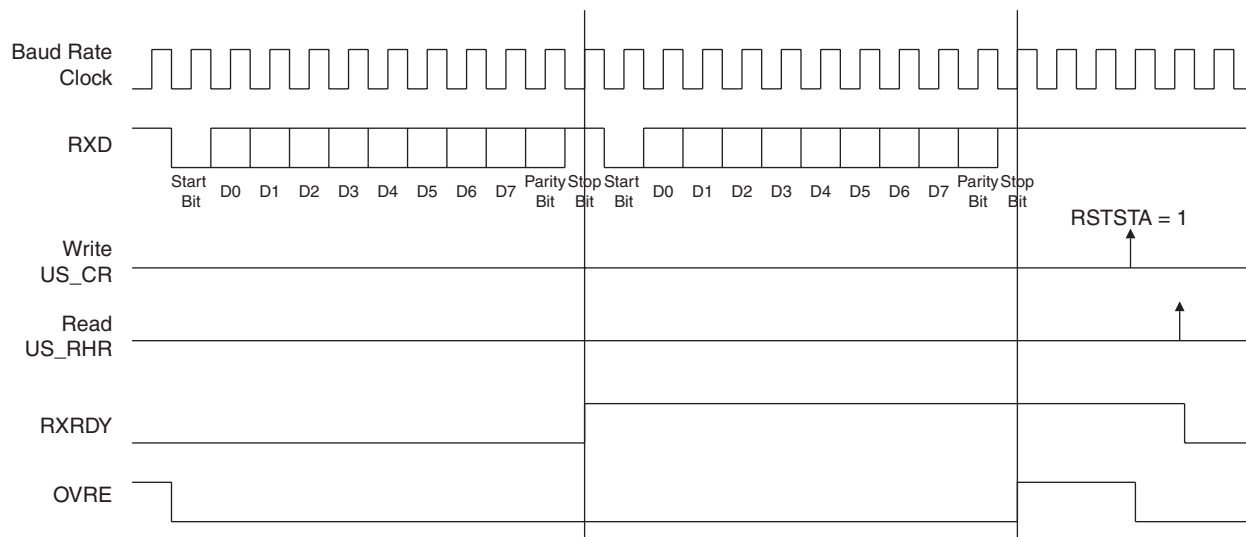 Baud Rate
Clock
RXD
Start
Bit
D0
D1
D2
D3
D4
D5
D6
D7
Parity
Bit
Stop
Bit
Start
Bit
D0
D1
D2
D3
D4
D5
D6
D7
Parity
Bit
Stop
Bit
RSTSTA = 1
Write
US_CR
Read
US_RHR
RXRDY
OVRE